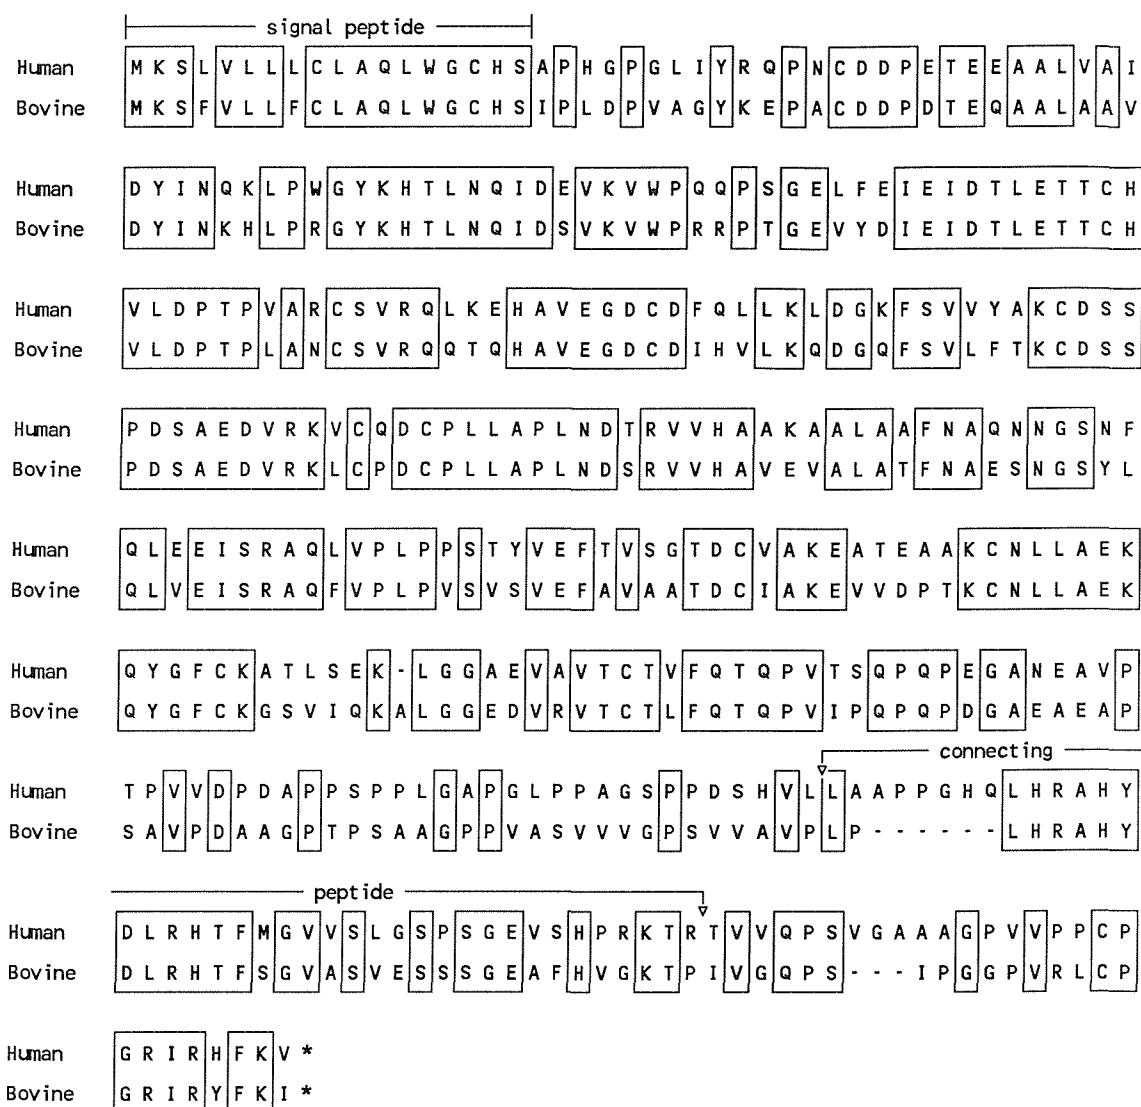 signal peptide
Human M K S L V L L L C L A Q L W G C H S A P H G P G L I Y R Q P N C D D P E T E E A A L V A I
Bovine M K S F V L L F C L A Q L W G C H S I P L D P V A G Y K E P A C D D P D T E Q A A L A A V
Human D Y I N Q K L P W G Y K H T L N Q I D E V K V W P Q Q P S G E L F E I E I D T L E T T C H
Bovine D Y I N K H L P R G Y K H T L N Q I D S V K V W P R R P T G E V Y D I E I D T L E T T C H
Human V L D P T P V A R C S V R Q L K E H A V E G D C D F Q L L K L D G K F S V V Y A K C D S S
Bovine V L D P T P L A N C S V R Q Q T Q H A V E G D C D I H V L K Q D G Q F S V L F T K C D S S
Human P D S A E D V R K V C Q D C P L L A P L N D T R V V H A A K A A L A A F N A Q N N G S N F
Bovine P D S A E D V R K L C P D C P L L A P L N D S R V V H A V E V A L A T F N A E S N G S Y L
Human Q L E E I S R A Q L V P L P P S T Y V E F T V S G T D C V A K E A T E A A K C N L L A E K
Bovine Q L V E I S R A Q F V P L P V S V S V E F A V A A T D C I A K E V V D P T K C N L L A E K
Human Q Y G F C K A T L S E K - L G G A E V A V T C T V F Q T Q P V T S Q P Q P E G A N E A V P
Bovine Q Y G F C K G S V I Q K A L G G E D V R V T C T L F Q T Q P V I P Q P Q P D G A E A E A P
connecting
Human T P V V D P D A P P S P P L G A P G L P P A G S P P D S H V L L A A P P G H Q L H R A H Y
Bovine S A V P D A A G P T P S A A G P P V A S V V V G P S V V A V P L P - - - - - - L H R A H Y
peptide
Human D L R H T F M G V V S L G S P S G E V S H P R K T R T V V Q P S V G A A A G P V V P P C P
Bovine D L R H T F S G V A S V E S S S G E A F H V G K T P I V G Q P S - - - I P G G P V R L C P
Human G R I R H F K V *
Bovine G R I R Y F K I *